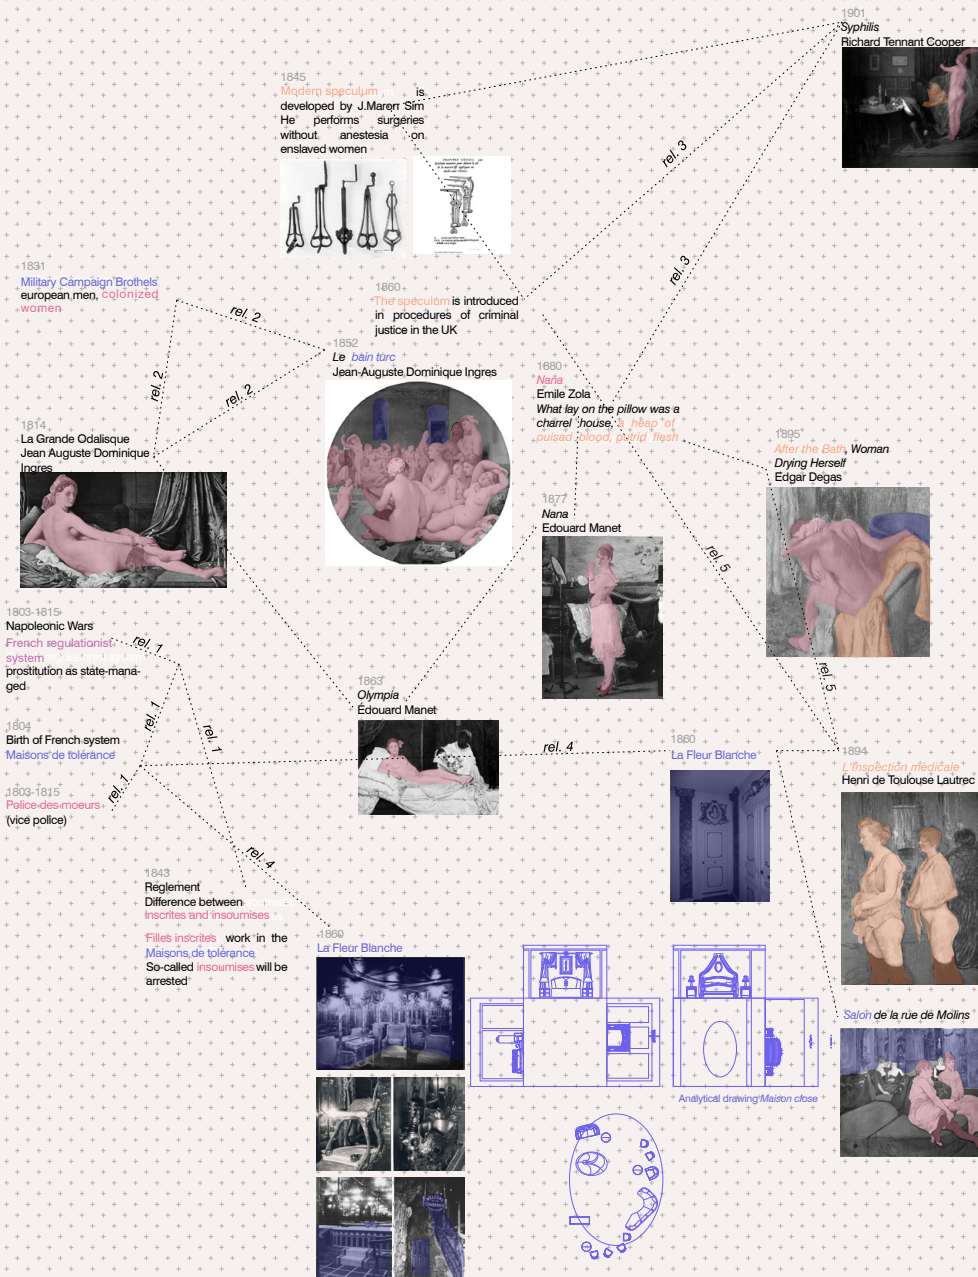 1901
Syphilis
Richard Tennant Cooper
1845
Modern speculum is
developed by J.Maron Sim
He performs surgeries
without anestesia on
enslaved women
rel. 3
rel. 3
1831
Military Campaign Brothels
european men, colonized
women
rel. 2
rel. 2
rel. 2
1860
The speculum is introduced
in procedures of criminal
justice in the UK
1852
Le bain turc
Jean-Auguste Dominique Ingres
1880
Nana
Emile Zola
What lay on the pillow was a
charrel house, a heap of
puisad blood, putrid flesh
1814
La Grande Odalisque
Jean Auguste Dominique
Ingres
1895
After the Bath, Woman
Drying Herself
Edgar Degas
1877
Nana
Edouard Manet
rel. 5
rel. 5
1803-1815
Napoleonic Wars
French regulationist
system
prostitution as state-mana-
ged
rel. 1
rel. 1
rel. 1
rel. 1
1863
Olympia
Édouard Manet
1804
Birth of French system
Maisons de tolérance
1803-1815
Police-des-moeurs
(vice police)
rel. 4
1860
La Fleur Blanche
1894
L'Inspection médicale
Henri de Toulouse Lautrec
rel. 4
1843
Reglement
Difference between
inscrites and insoumises
Filles inscrites work in the
Maisons de tolérance
So-called insoumises will be
arrested
1860
La Fleur Blanche
Salon de la rue de Molins
Analytical drawing Maison close